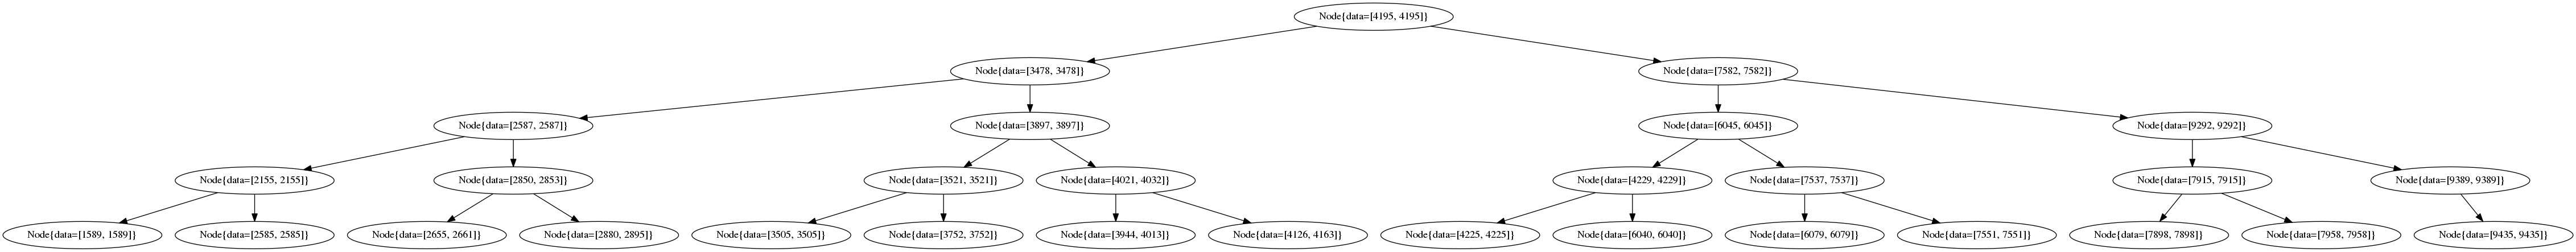 Node{data=[4195, 4195]}
Node{data=[3478, 3478]}
Node{data=[7582, 7582]}
Node{data=[2587, 2587]}
Node{data=[3897, 3897]}
Node{data=[6045, 6045]}
Node{data=[9292, 9292]}
Node{data=[2155, 2155]}
Node{data=[2850, 2853]}
Node{data=[3521, 3521]}
Node{data=[4021, 4032]}
Node{data=[4229, 4229]}
Node{data=[7537, 7537]}
Node{data=[7915, 7915]}
Node{data=[9389, 9389]}
Node{data=[1589, 1589]}
Node{data=[2585, 2585]}
Node{data=[2655, 2661]}
Node{data=[2880, 2895]}
Node{data=[3505, 3505]}
Node{data=[3752, 3752]}
Node{data=[3944, 4013]}
Node{data=[4126, 4163]}
Node{data=[4225, 4225]}
Node{data=[6040, 6040]}
Node{data=[6079, 6079]}
Node{data=[7551, 7551]}
Node{data=[7898, 7898]}
Node{data=[7958, 7958]}
Node{data=[9435, 9435]}